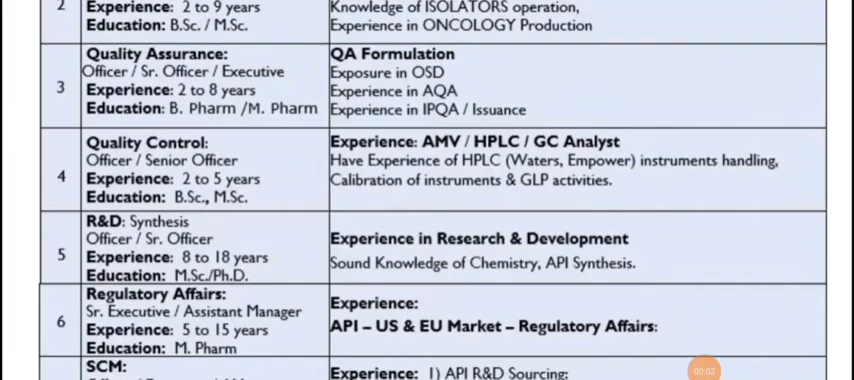 2
Experience: 2 to 9 years
Education: B.Sc. / M.Sc.
Knowledge of ISOLATORS operation,
Experience in ONCOLOGY Production
3
Quality Assurance:
Officer / Sr. Officer / Executive
Experience: 2 to 8 years
Education: B. Pharm /M. Pharm
QA Formulation
Exposure in OSD
Experience in AQA
Experience in IPQA / Issuance
4
Quality Control:
Officer / Senior Officer
Experience: 2 to 5 years
Education: B.Sc., M.Sc.
Experience: AMV / HPLC / GC Analyst
Have Experience of HPLC (Waters, Empower) instruments handling,
Calibration of instruments & GLP activities.
5
R&D: Synthesis
Officer / Sr. Officer
Experience: 8 to 18 years
Education: M.Sc./Ph.D.
Experience in Research & Development
Sound Knowledge of Chemistry, API Synthesis.
6
Regulatory Affairs:
Sr. Executive / Assistant Manager
Experience: 5 to 15 years
Education: M. Pharm
Experience:
API – US & EU Market – Regulatory Affairs:
SCM:
Experience: 1) API R&D Sourcing:
00:02